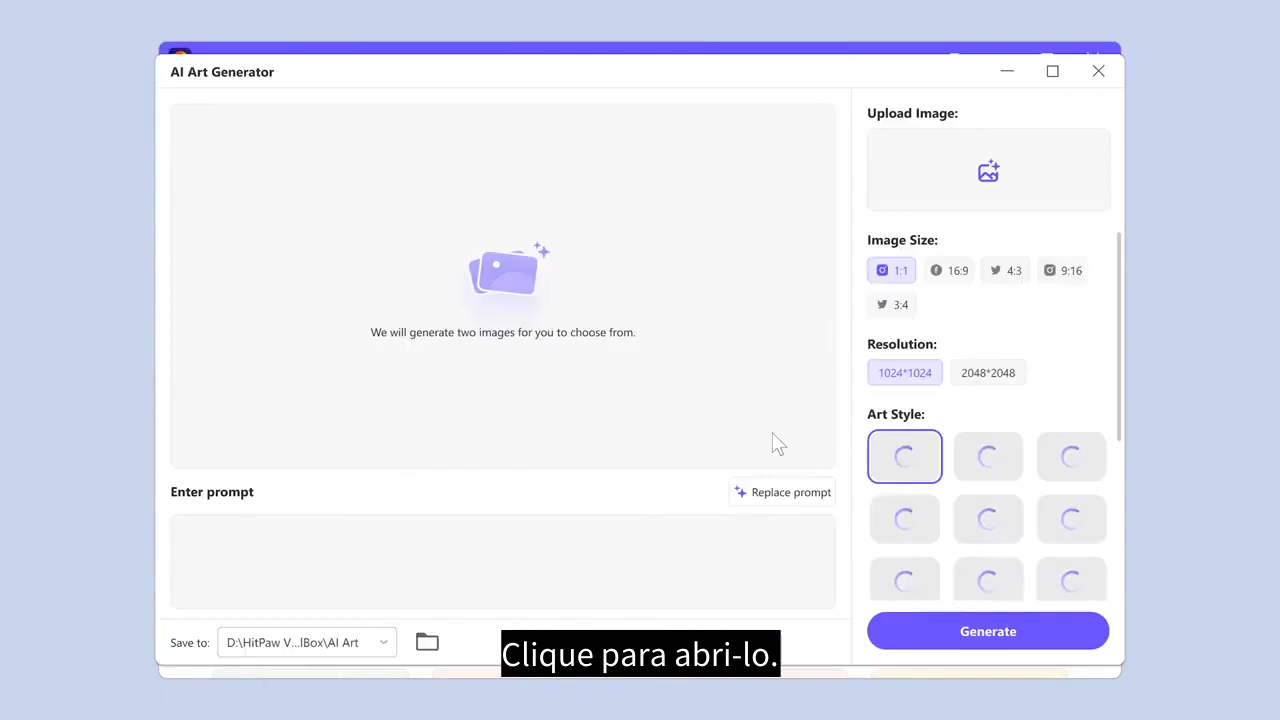 AI Art Generator
We will generate two images for you to choose from.
Enter prompt
Replace prompt
Save to:
D:\HitPaw V...lBox\AI Art
Upload Image:
Image Size:
1:1
16:9
4:3
9:16
3:4
Resolution:
1024*1024
2048*2048
Art Style:
Generate
Clique para abri-lo.